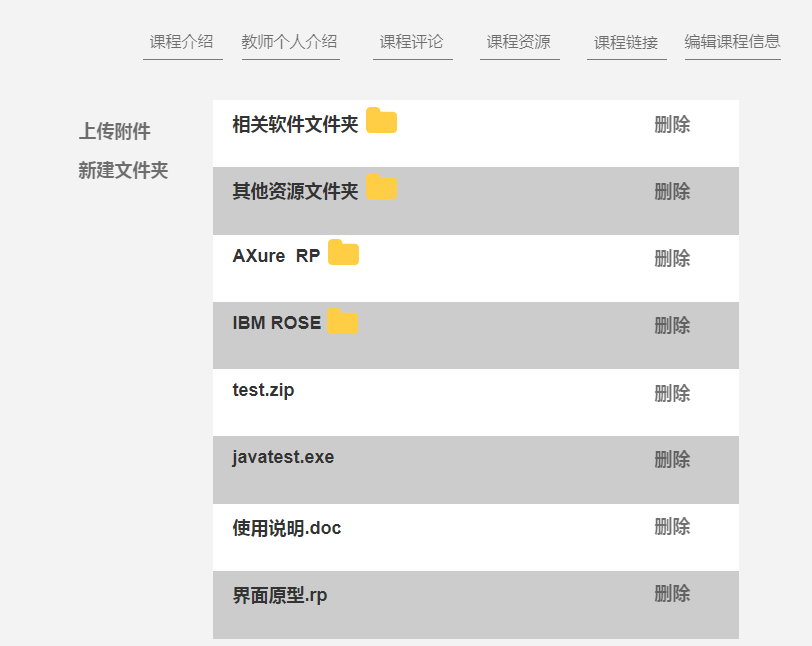 课程介绍 教师个人介绍 课程评论 课程资源 课程链接 编辑课程信息
上传附件
新建文件夹
相关软件文件夹 删除
其他资源文件夹 删除
AXure  RP 删除
IBM ROSE 删除
test.zip 删除
javatest.exe 删除
使用说明.doc 删除
界面原型.rp 删除